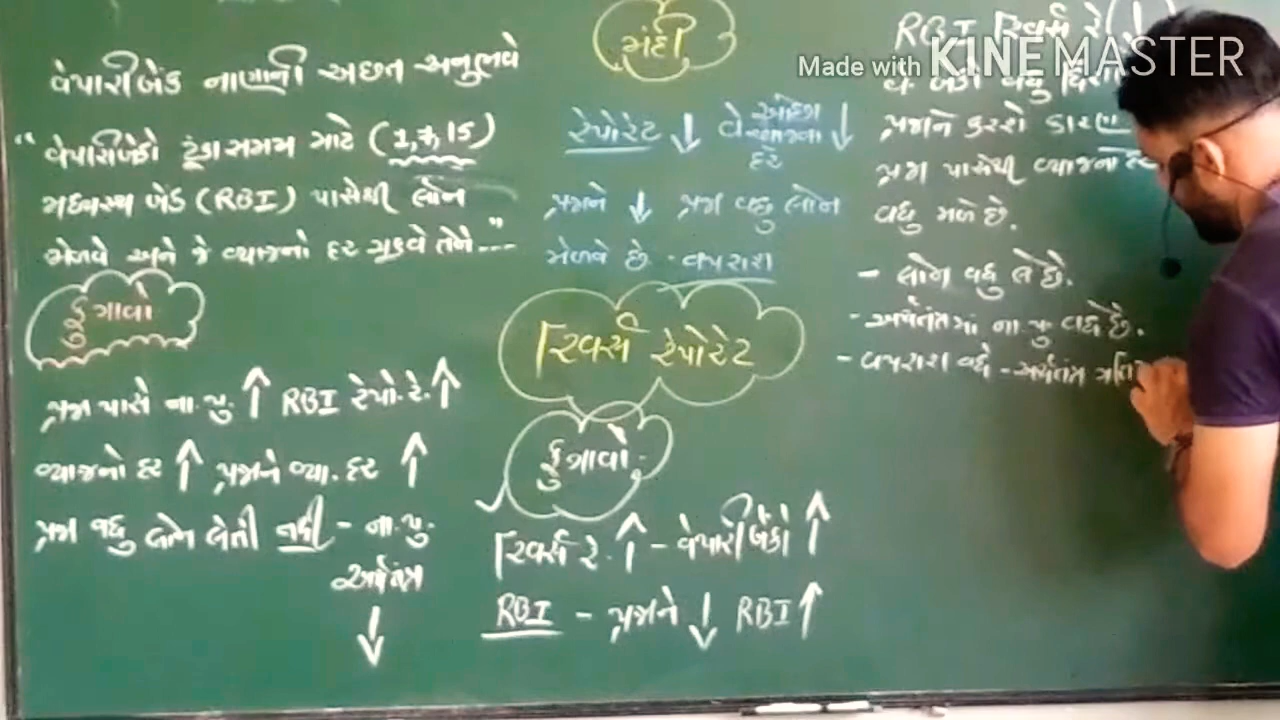 વેપારીબેંક નાણાની અછત અનુભવે
"વેપારીબેંકો ટૂંકા સમય માટે (1,7,15)
મધ્યસ્થ બેંક (RBI) પાસેથી લોન
મેળવે અને જે વ્યાજનો દર ચુકવે તેને..."
ફુગાવો
પ્રજા પાસે ના.પુ. ↑ RBI રેપો.રે. ↑
વ્યાજનો દર ↑ પ્રજાને વ્યા. દર ↑
પ્રજા વધુ લોન લેતી નથી - ના.પુ.
અર્થતંત્ર
↓
મંદી
રેપોરેટ ↓ વે વ્યાજના ↓
દરે
પ્રજાને ↓ પ્રજા વધુ લોન
મેળવે છે - વપરાશ
રિવર્સ રેપોરેટ
ફુગાવો
રિવર્સ રે. ↑ - વેપારીબેંકો ↑
RBI - પ્રજાને ↓ RBI ↑
RBI રિવર્સ રે
વે. બેંકો વધુ
પ્રજાને કરશે કારણ
પ્રજા પાસેથી વ્યાજના
વધુ મળે છે.
- લોન વધુ લે છે.
- અર્થતંત્રમાં ના.પુ. વધે છે.
- વપરાશ વધે - અર્થતંત્ર
Made with KINEMASTER